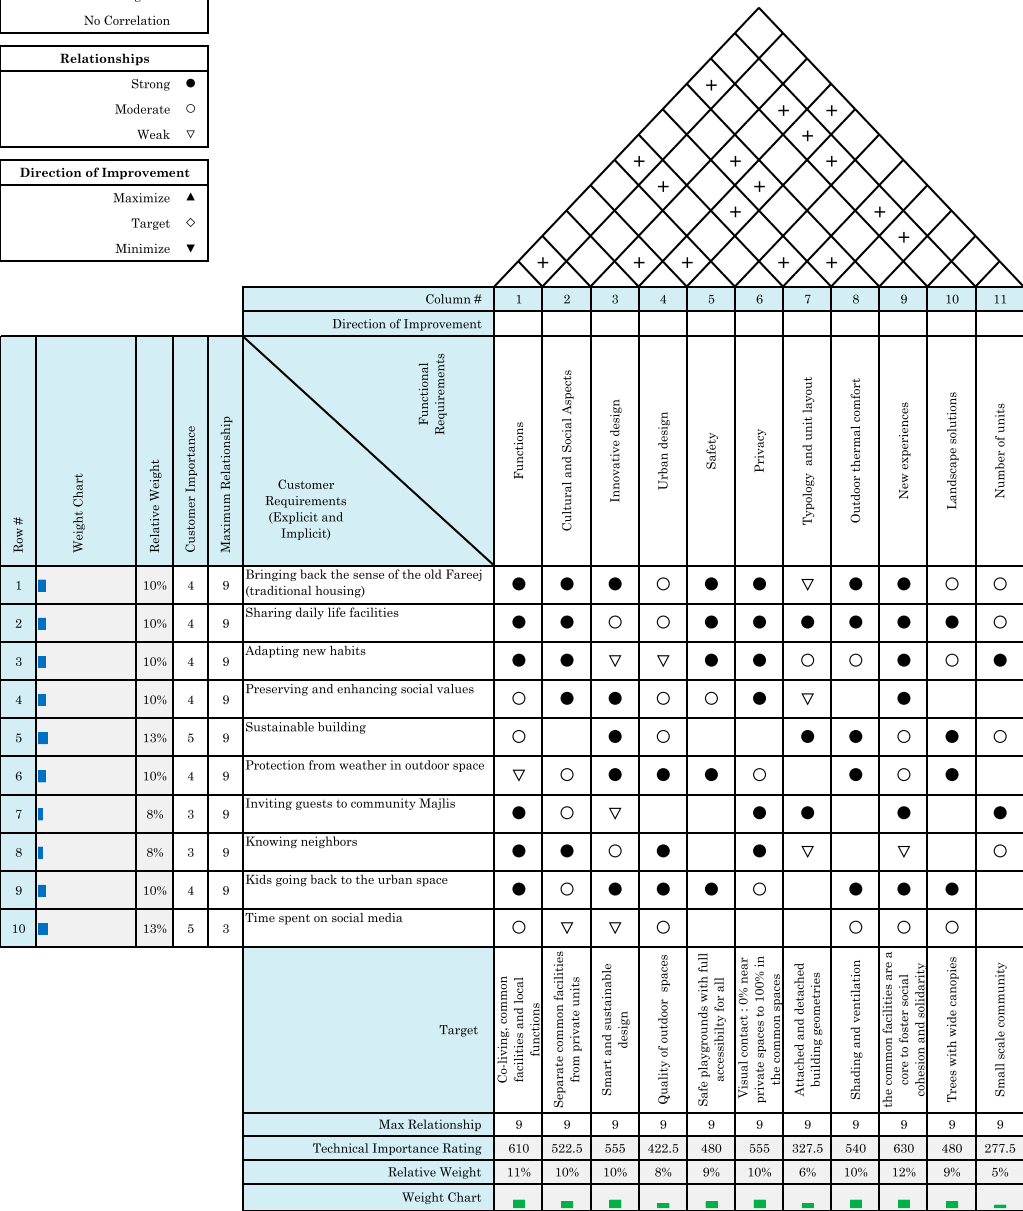 No Correlation
Relationships
Strong ●
Moderate ○
Weak ▽
Direction of Improvement
Maximize ▲
Target ◇
Minimize ▼
+
+ +
+
+ + +
+ +
+ +
+
+ + + + +
Column # 1 2 3 4 5 6 7 8 9 10 11
Direction of Improvement
Row #
Weight Chart
Relative Weight
Customer Importance
Maximum Relationship
Functional
Requirements
Customer
Requirements
(Explicit and
Implicit)
Functions
Cultural and Social Aspects
Innovative design
Urban design
Safety
Privacy
Typology and unit layout
Outdoor thermal comfort
New experiences
Landscape solutions
Number of units
1 10% 4 9 Bringing back the sense of the old Fareej
(traditional housing) ● ● ● ○ ● ● ▽ ● ● ○ ○
2 10% 4 9 Sharing daily life facilities ● ● ○ ○ ● ● ● ● ● ● ○
3 10% 4 9 Adapting new habits ● ● ▽ ▽ ● ● ○ ○ ● ○ ●
4 10% 4 9 Preserving and enhancing social values ○ ● ● ○ ○ ● ▽ ●
5 13% 5 9 Sustainable building ○ ● ○ ● ● ○ ● ○
6 10% 4 9 Protection from weather in outdoor space ▽ ○ ● ● ● ○ ● ○ ●
7 8% 3 9 Inviting guests to community Majlis ● ○ ▽ ● ● ● ●
8 8% 3 9 Knowing neighbors ● ● ○ ● ● ▽ ▽ ○
9 10% 4 9 Kids going back to the urban space ● ○ ● ● ● ○ ● ● ●
10 13% 5 3 Time spent on social media ○ ▽ ▽ ○ ○ ○ ○
Target
Co-living, common
facilities and local
functions
Separate common facilities
from private units
Smart and sustainable
design
Quality of outdoor spaces
Safe playgrounds with full
accessibilty for all
Visual contact : 0% near
private spaces to 100% in
the common spaces
Attached and detached
building geometries
Shading and ventilation
the common facilities are a
core to foster social
cohesion and solidarity
Trees with wide canopies
Small scale community
Max Relationship 9 9 9 9 9 9 9 9 9 9 9
Technical Importance Rating 610 522.5 555 422.5 480 555 327.5 540 630 480 277.5
Relative Weight 11% 10% 10% 8% 9% 10% 6% 10% 12% 9% 5%
Weight Chart